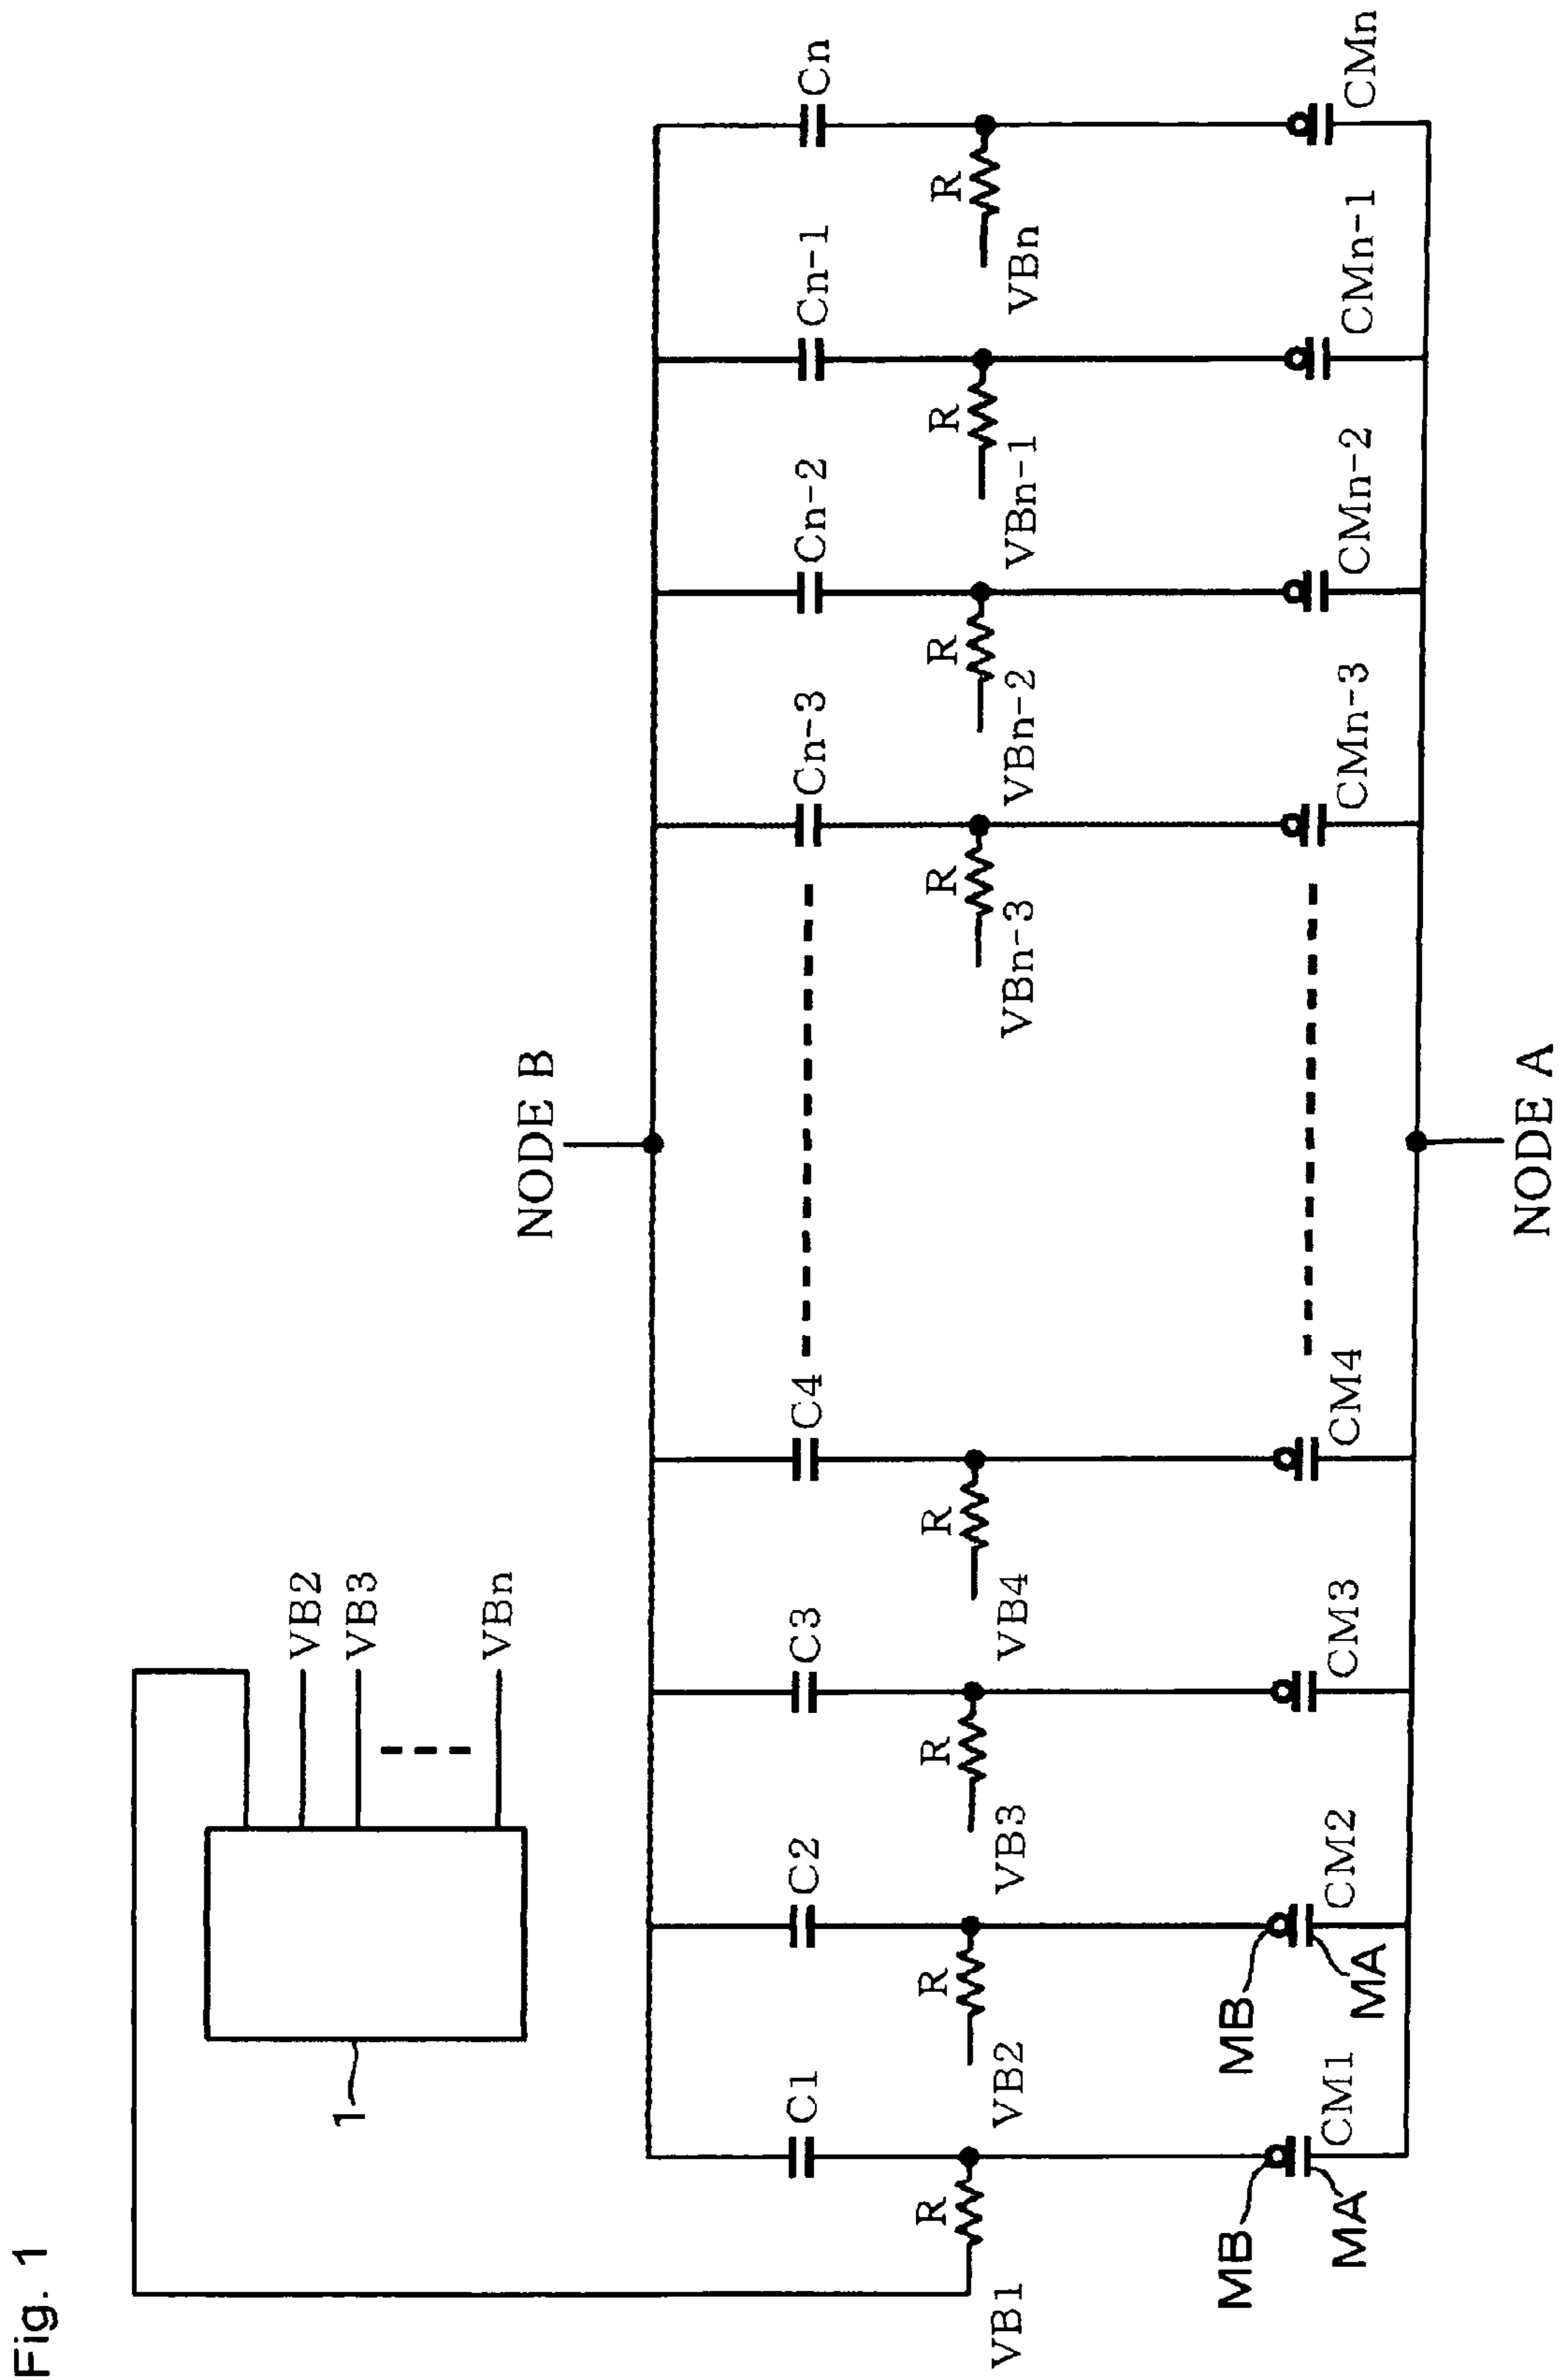 Fig. 1
1
VB2
VB3
VBn
NODE B
C1
C2
C3
C4
Cn-3
Cn-2
Cn-1
Cn
R
R
R
R
R
R
R
R
VB1
VB2
VB3
VB4
VBn-3
VBn-2
VBn-1
VBn
MB
MB
CM1
CM2
CM3
CM4
CMn-3
CMn-2
CMn-1
CMn
MA
MA
NODE A